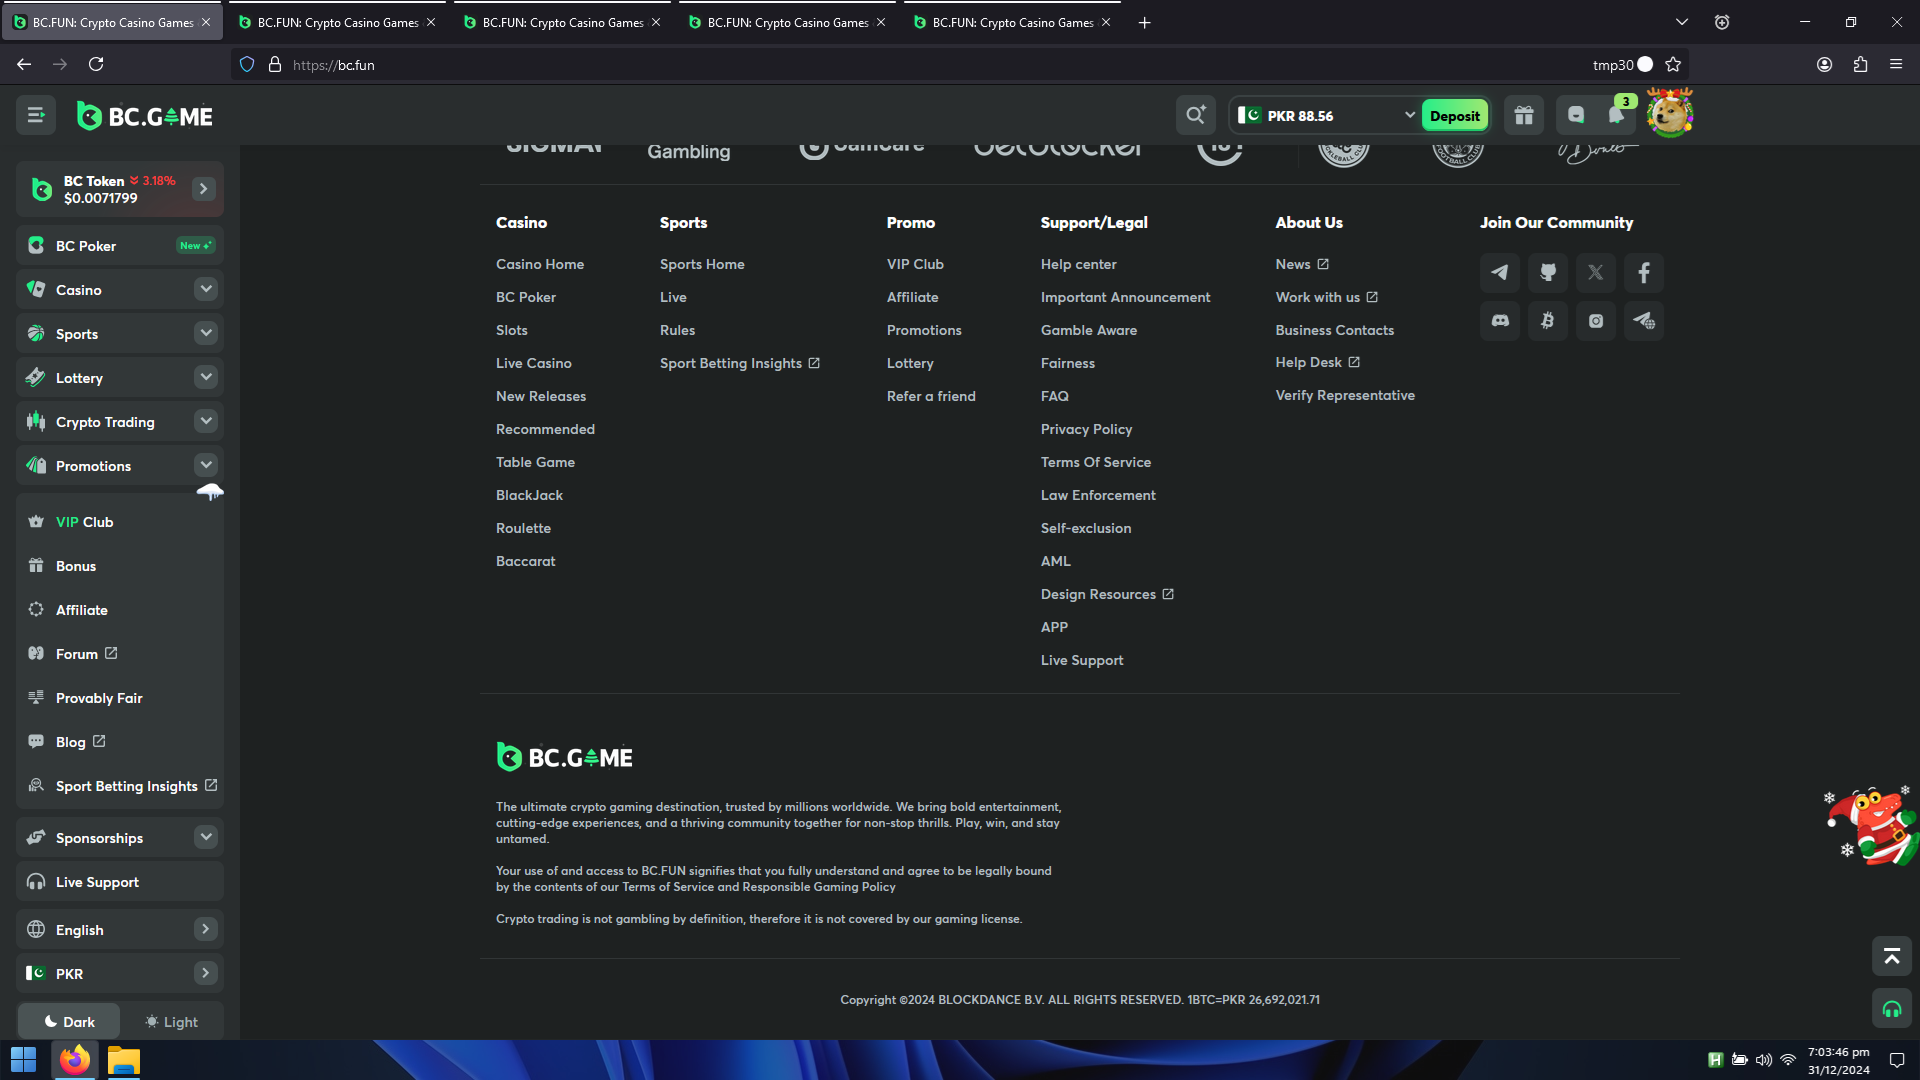 BC.FUN: Crypto Casino Games
BC.FUN: Crypto Casino Games
BC.FUN: Crypto Casino Games
BC.FUN: Crypto Casino Games
BC.FUN: Crypto Casino Games
https://bc.fun
tmp30
BC.GAME
PKR 88.56
Deposit
3
Gambling
BC Token 3.18%
$0.0071799
BC Poker
New
Casino
Sports
Lottery
Crypto Trading
Promotions
VIP Club
Bonus
Affiliate
Forum
Provably Fair
Blog
Sport Betting Insights
Sponsorships
Live Support
English
PKR
Dark
Light
Casino
Casino Home
BC Poker
Slots
Live Casino
New Releases
Recommended
Table Game
BlackJack
Roulette
Baccarat
Sports
Sports Home
Live
Rules
Sport Betting Insights
Promo
VIP Club
Affiliate
Promotions
Lottery
Refer a friend
Support/Legal
Help center
Important Announcement
Gamble Aware
Fairness
FAQ
Privacy Policy
Terms Of Service
Law Enforcement
Self-exclusion
AML
Design Resources
APP
Live Support
About Us
News
Work with us
Business Contacts
Help Desk
Verify Representative
Join Our Community
BC.GAME
The ultimate crypto gaming destination, trusted by millions worldwide. We bring bold entertainment,
cutting-edge experiences, and a thriving community together for non-stop thrills. Play, win, and stay
untamed.
Your use of and access to BC.FUN signifies that you fully understand and agree to be legally bound
by the contents of our Terms of Service and Responsible Gaming Policy
Crypto trading is not gambling by definition, therefore it is not covered by our gaming license.
Copyright ©2024 BLOCKDANCE B.V. ALL RIGHTS RESERVED. 1BTC=PKR 26,692,021.71
7:03:46 pm
31/12/2024